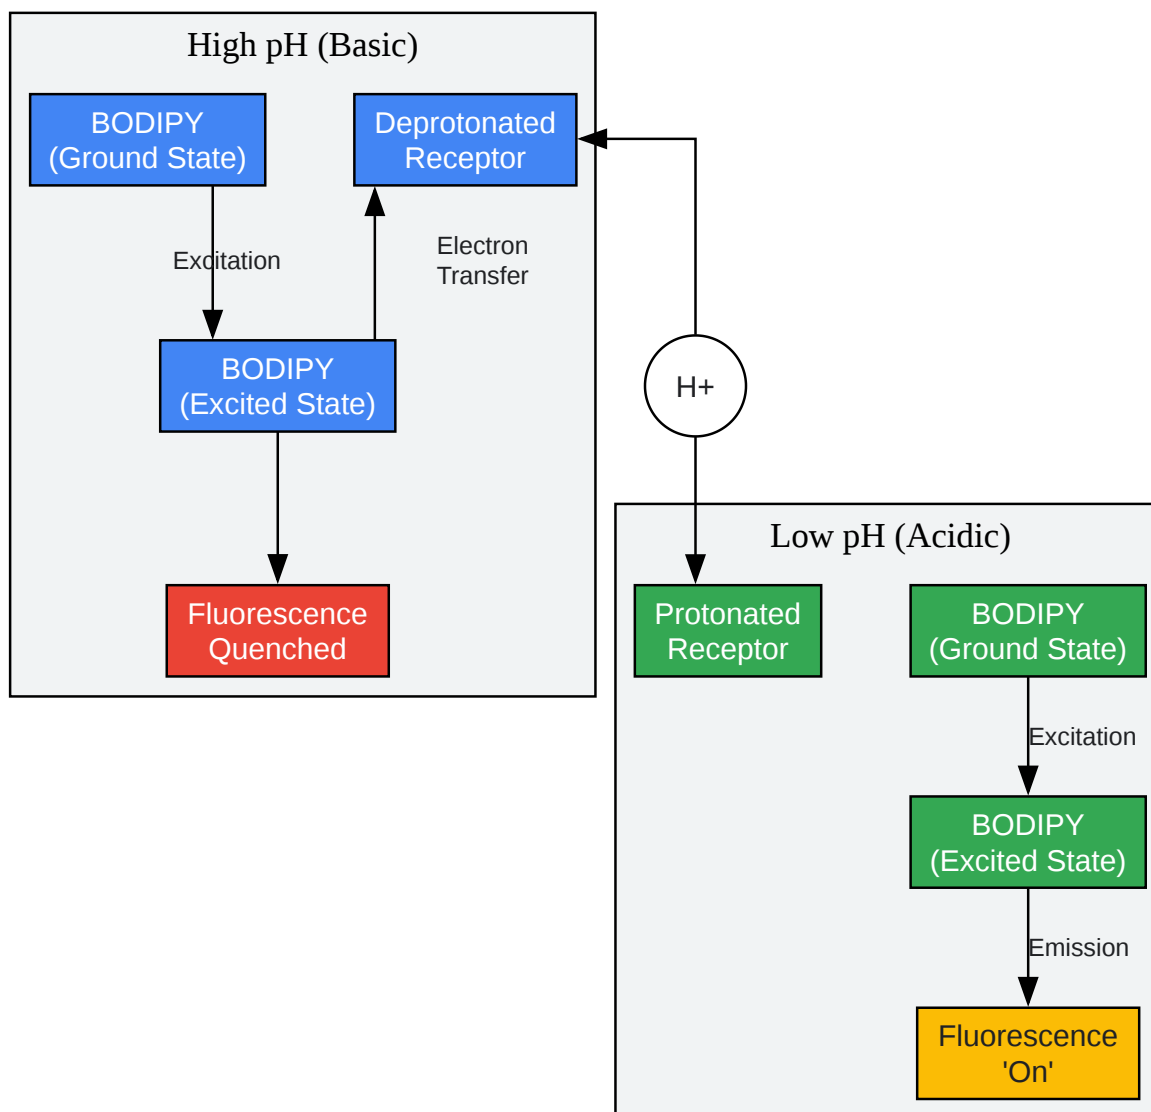 High pH (Basic)
BODIPY
(Ground State)
Deprotonated
Receptor
Excitation
Electron
Transfer
BODIPY
(Excited State)
Fluorescence
Quenched
H+
Low pH (Acidic)
Protonated
Receptor
BODIPY
(Ground State)
Excitation
BODIPY
(Excited State)
Emission
Fluorescence
'On'